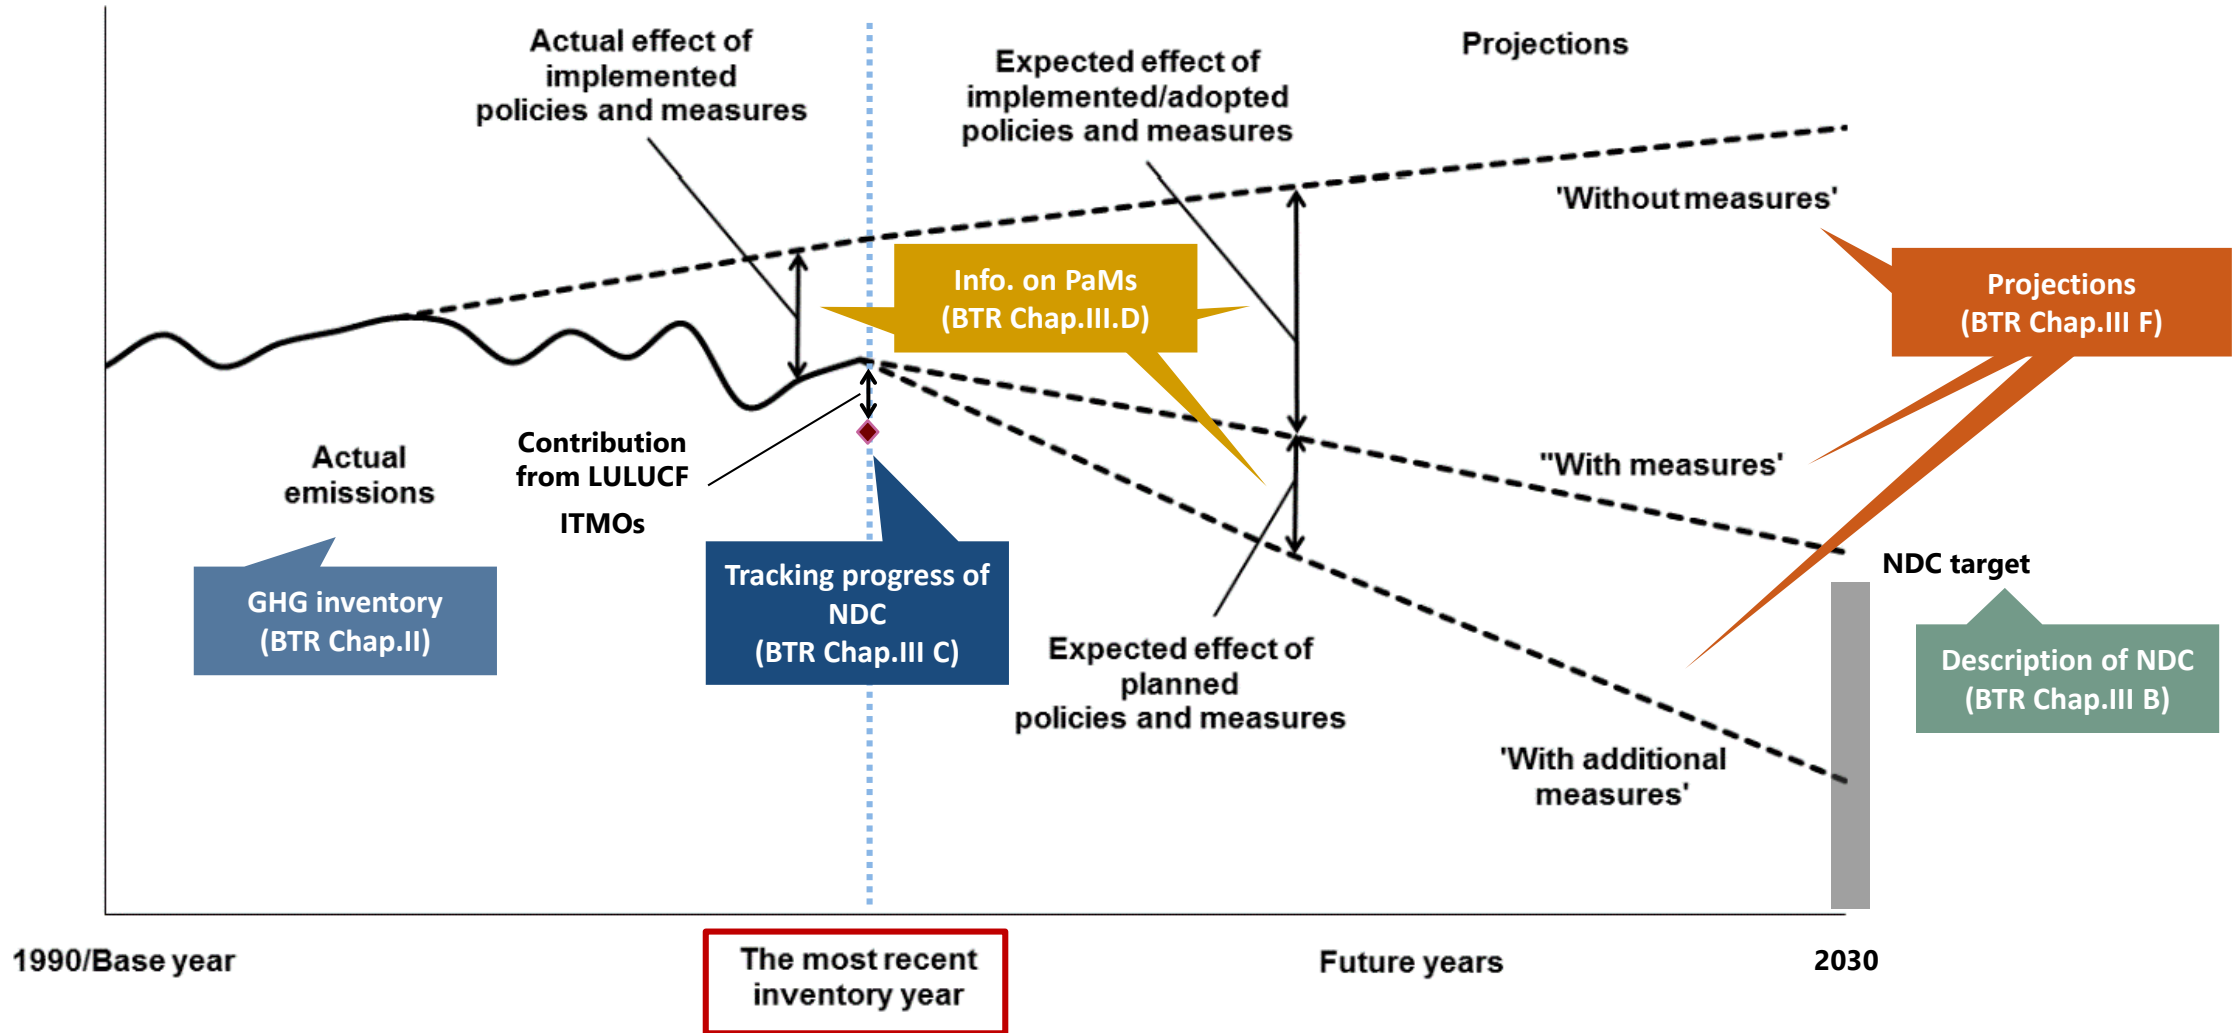 Actual effect of
implemented
policies and measures
Expected effect of
implemented/adopted
policies and measures
Projections
'Without measures'
Info. on PaMs
(BTR Chap.III.D)
Projections
(BTR Chap.III F)
Actual
emissions
Contribution
from LULUCF
ITMOs
"With measures'
GHG inventory
(BTR Chap.II)
Tracking progress of
NDC
(BTR Chap.III C)
NDC target
Description of NDC
(BTR Chap.III B)
Expected effect of
planned
policies and measures
'With additional
measures'
1990/Base year
The most recent
inventory year
Future years
2030